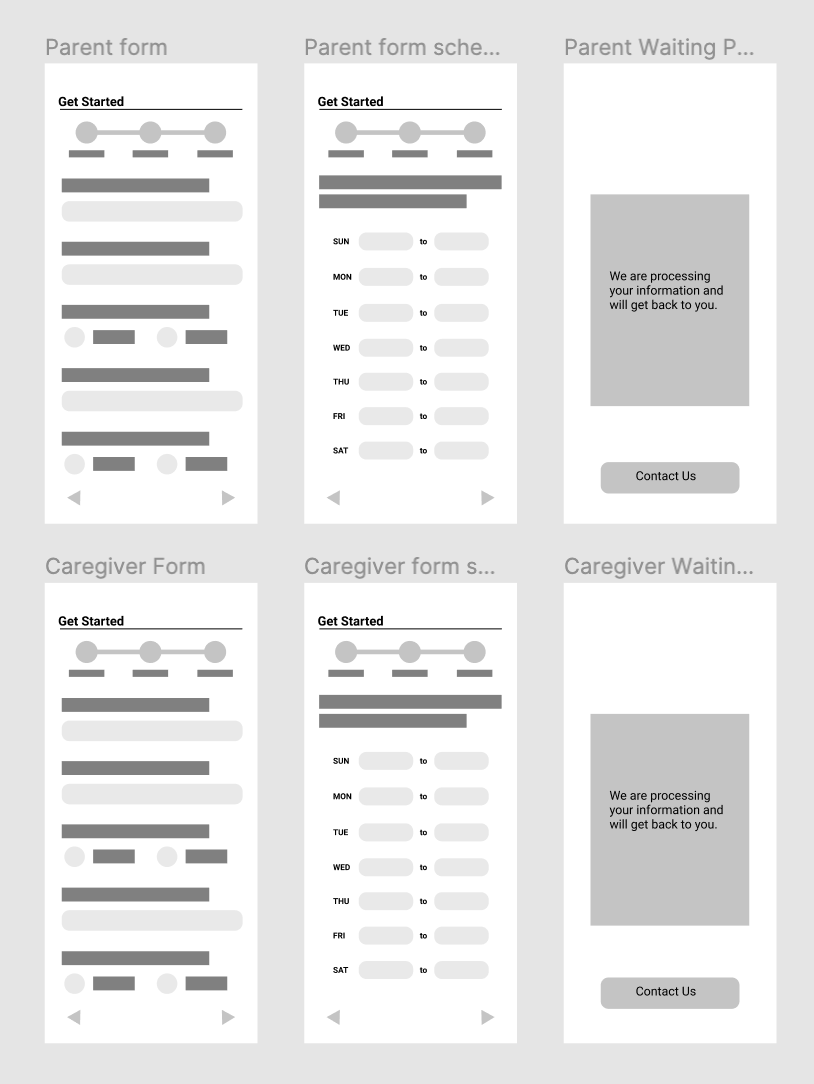 Parent form
Parent form sche...
Parent Waiting P...
Get Started
Get Started
SUN to
MON to
TUE to
WED to
THU to
FRI to
SAT to
We are processing
your information and
will get back to you.
Contact Us
Caregiver Form
Caregiver form s...
Caregiver Waitin...
Get Started
Get Started
SUN to
MON to
TUE to
WED to
THU to
FRI to
SAT to
We are processing
your information and
will get back to you.
Contact Us